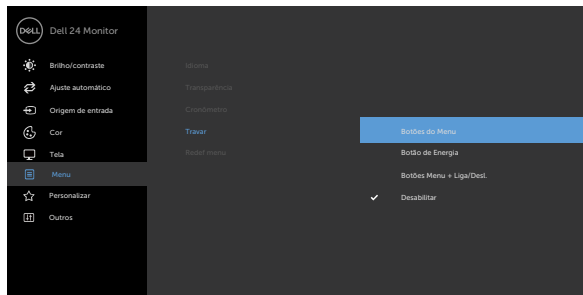 DELL Dell 24 Monitor
Brilho/contraste
Idioma
Ajuste automático
Transparência
Origem de entrada
Cronômetro
Cor
Travar
Botões do Menu
Tela
Redef menu
Botão de Energia
Menu
Botões Menu + Liga/Desl.
Personalizar
Desabilitar
Outros